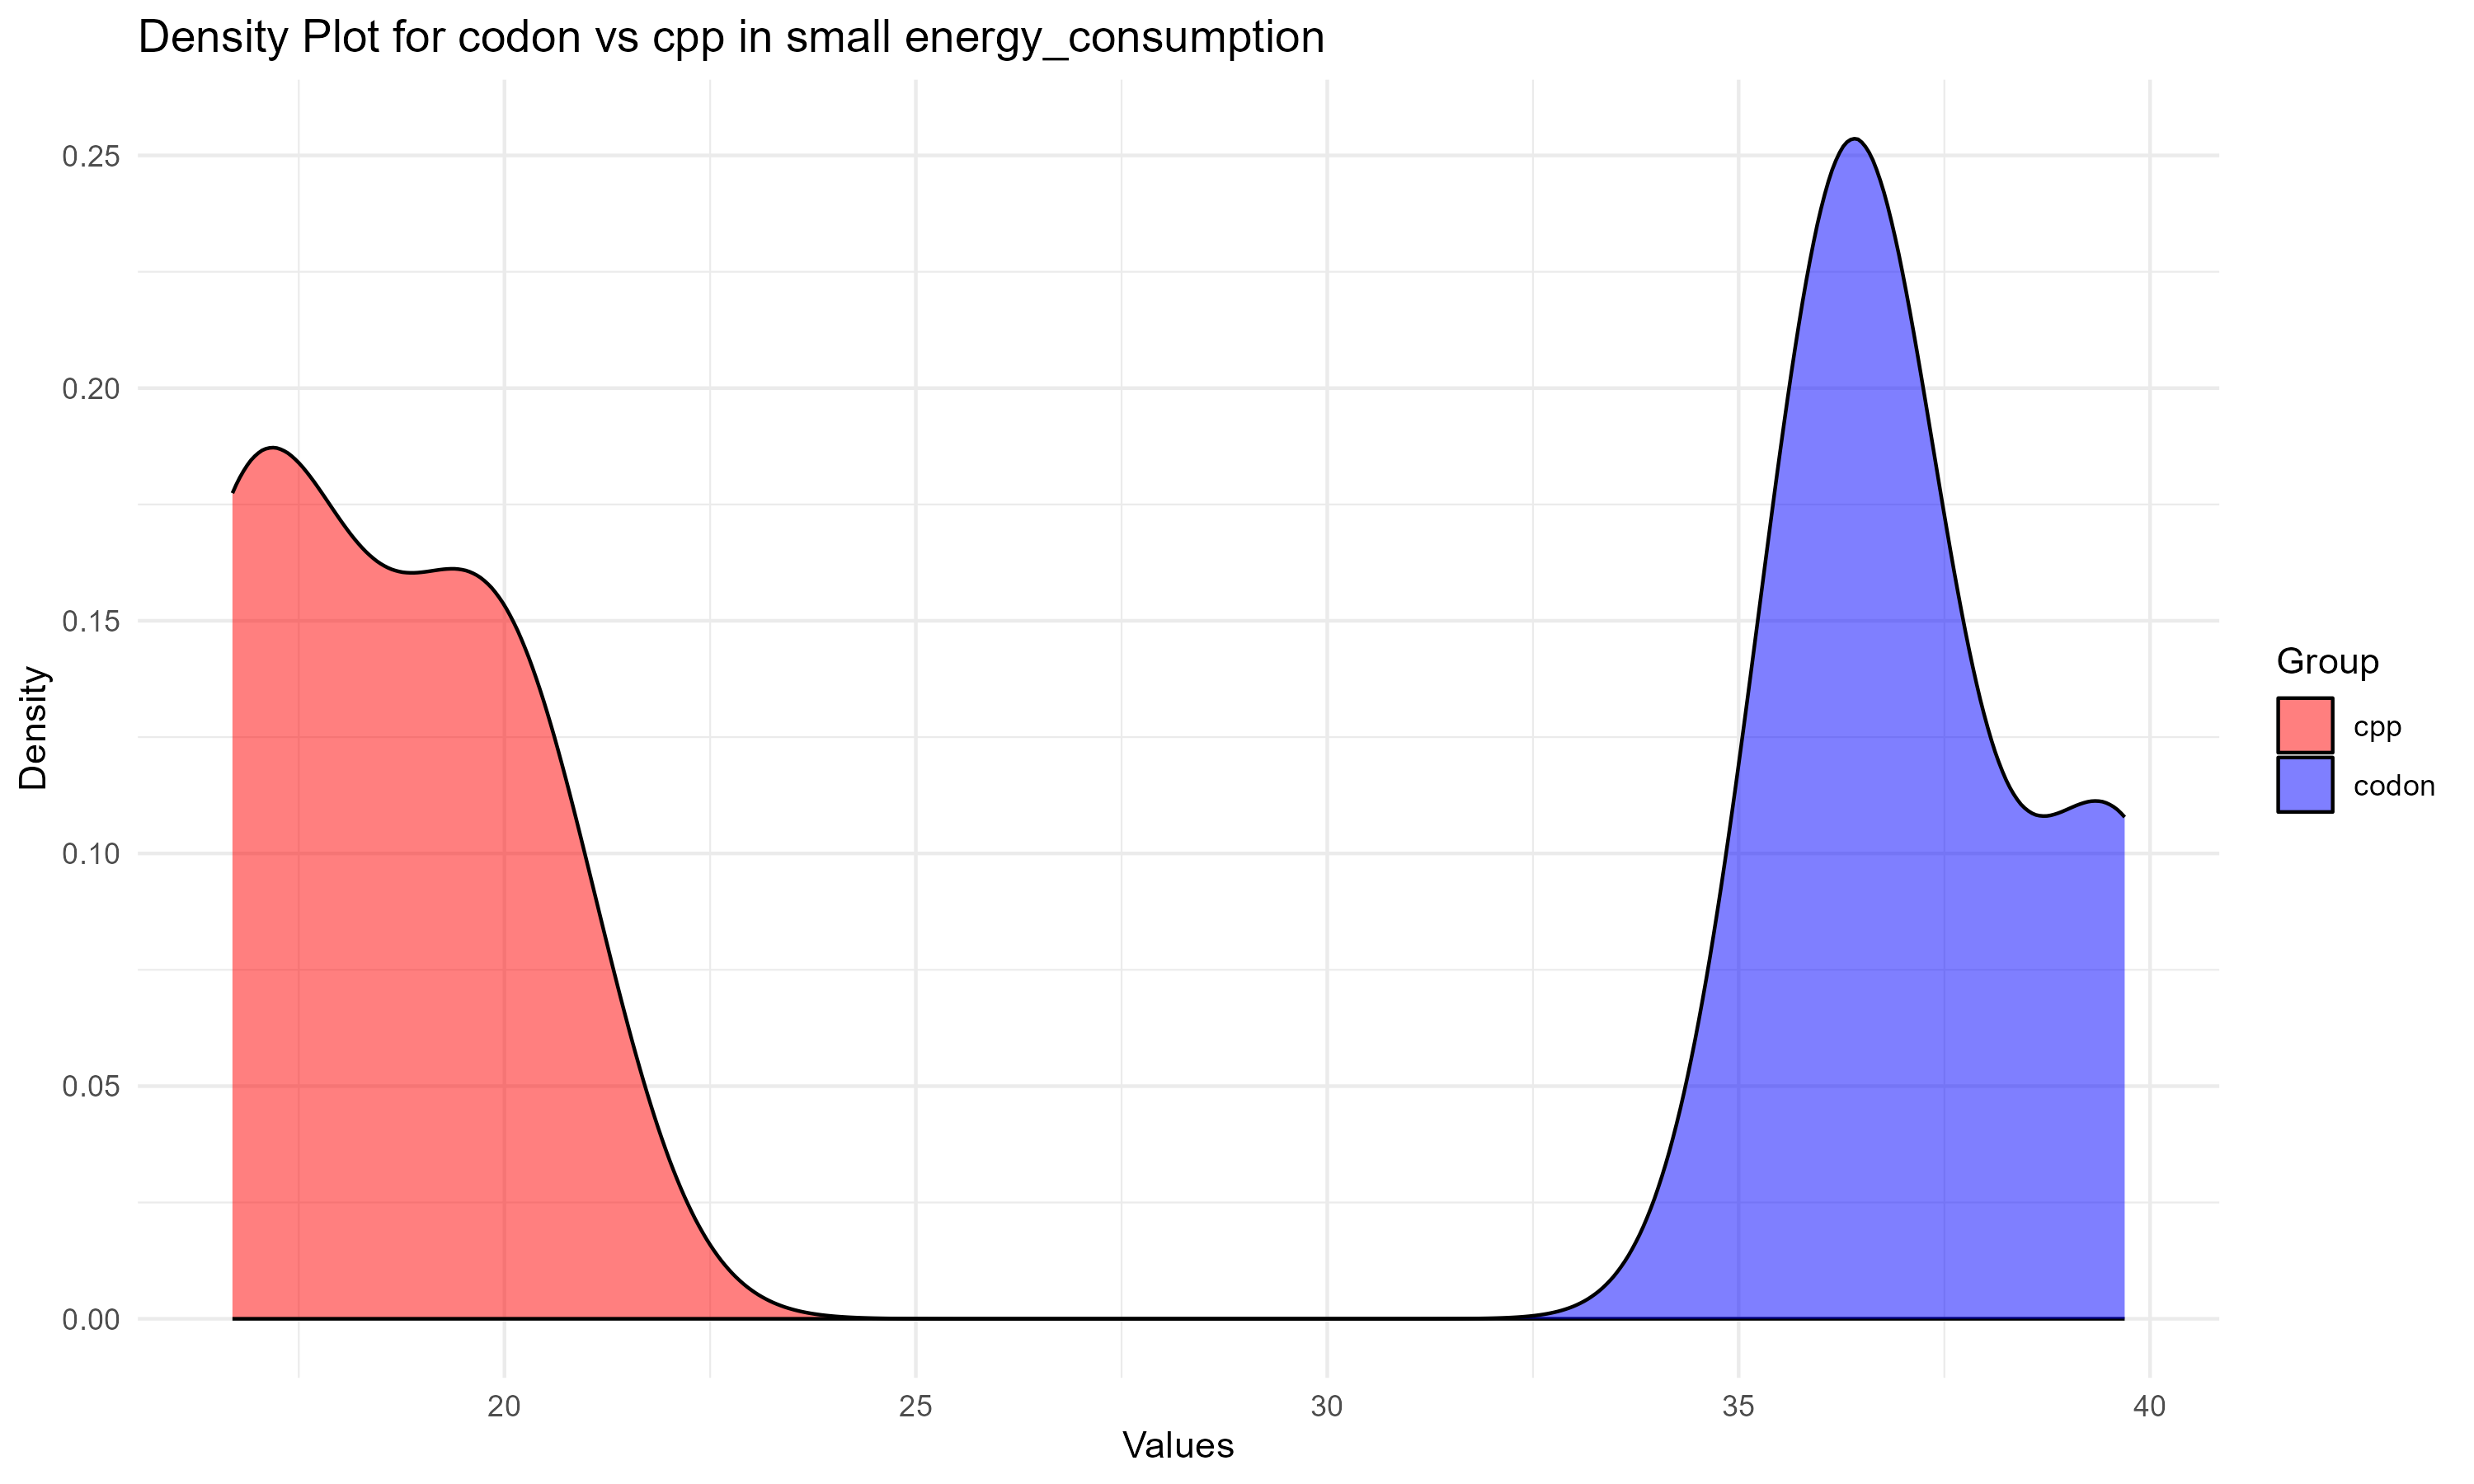 Density Plot for codon vs cpp in small energy_consumption
Density
0.25
0.20
0.15
0.10
0.05
0.00
20
25
30
35
40
Values
Group
cpp
codon